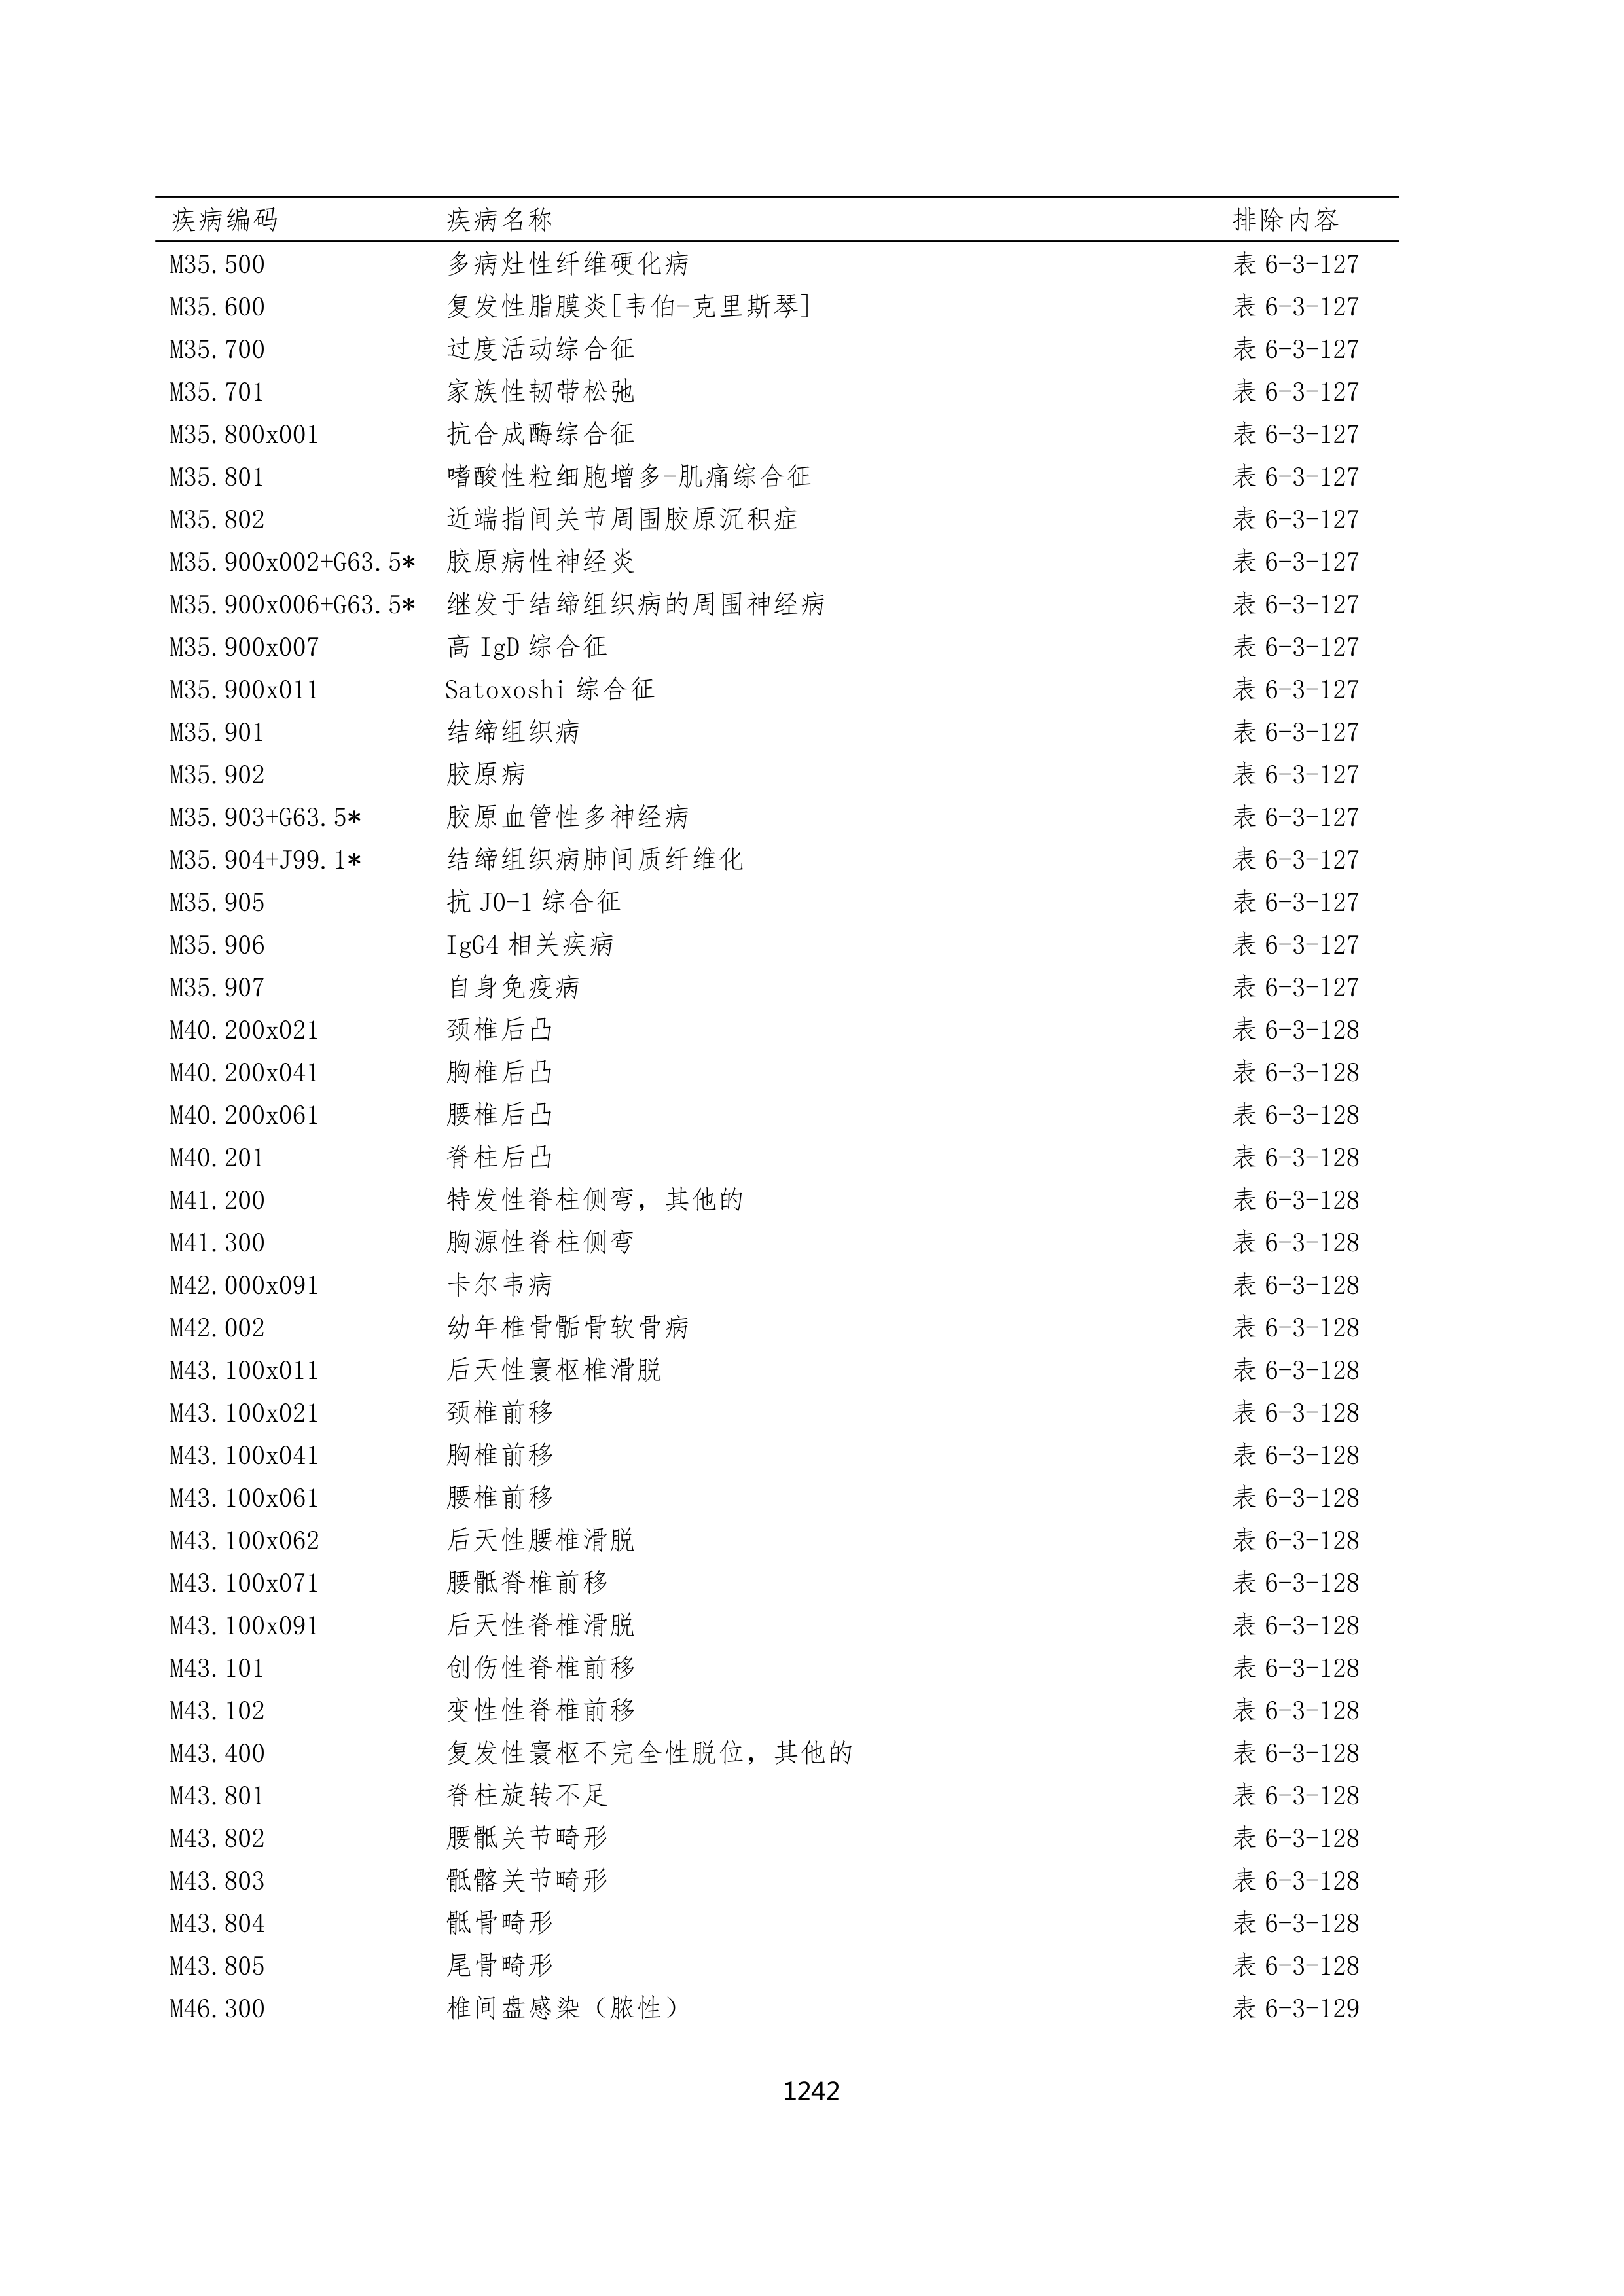 疾病编码 疾病名称 排除内容
M35.500 多病灶性纤维硬化病 表 6-3-127
M35.600 复发性脂膜炎[韦伯-克里斯琴] 表 6-3-127
M35.700 过度活动综合征 表 6-3-127
M35.701 家族性韧带松弛 表 6-3-127
M35.800x001 抗合成酶综合征 表 6-3-127
M35.801 嗜酸性粒细胞增多-肌痛综合征 表 6-3-127
M35.802 近端指间关节周围胶原沉积症 表 6-3-127
M35.900x002+G63.5* 胶原病性神经炎 表 6-3-127
M35.900x006+G63.5* 继发于结缔组织病的周围神经病 表 6-3-127
M35.900x007 高 IgD 综合征 表 6-3-127
M35.900x011 Satoxoshi 综合征 表 6-3-127
M35.901 结缔组织病 表 6-3-127
M35.902 胶原病 表 6-3-127
M35.903+G63.5* 胶原血管性多神经病 表 6-3-127
M35.904+J99.1* 结缔组织病肺间质纤维化 表 6-3-127
M35.905 抗 J0-1 综合征 表 6-3-127
M35.906 IgG4 相关疾病 表 6-3-127
M35.907 自身免疫病 表 6-3-127
M40.200x021 颈椎后凸 表 6-3-128
M40.200x041 胸椎后凸 表 6-3-128
M40.200x061 腰椎后凸 表 6-3-128
M40.201 脊柱后凸 表 6-3-128
M41.200 特发性脊柱侧弯，其他的 表 6-3-128
M41.300 胸源性脊柱侧弯 表 6-3-128
M42.000x091 卡尔韦病 表 6-3-128
M42.002 幼年椎骨骺骨软骨病 表 6-3-128
M43.100x011 后天性寰枢椎滑脱 表 6-3-128
M43.100x021 颈椎前移 表 6-3-128
M43.100x041 胸椎前移 表 6-3-128
M43.100x061 腰椎前移 表 6-3-128
M43.100x062 后天性腰椎滑脱 表 6-3-128
M43.100x071 腰骶脊椎前移 表 6-3-128
M43.100x091 后天性脊椎滑脱 表 6-3-128
M43.101 创伤性脊椎前移 表 6-3-128
M43.102 变性性脊椎前移 表 6-3-128
M43.400 复发性寰枢不完全性脱位，其他的 表 6-3-128
M43.801 脊柱旋转不足 表 6-3-128
M43.802 腰骶关节畸形 表 6-3-128
M43.803 骶髂关节畸形 表 6-3-128
M43.804 骶骨畸形 表 6-3-128
M43.805 尾骨畸形 表 6-3-128
M46.300 椎间盘感染（脓性） 表 6-3-129
1242